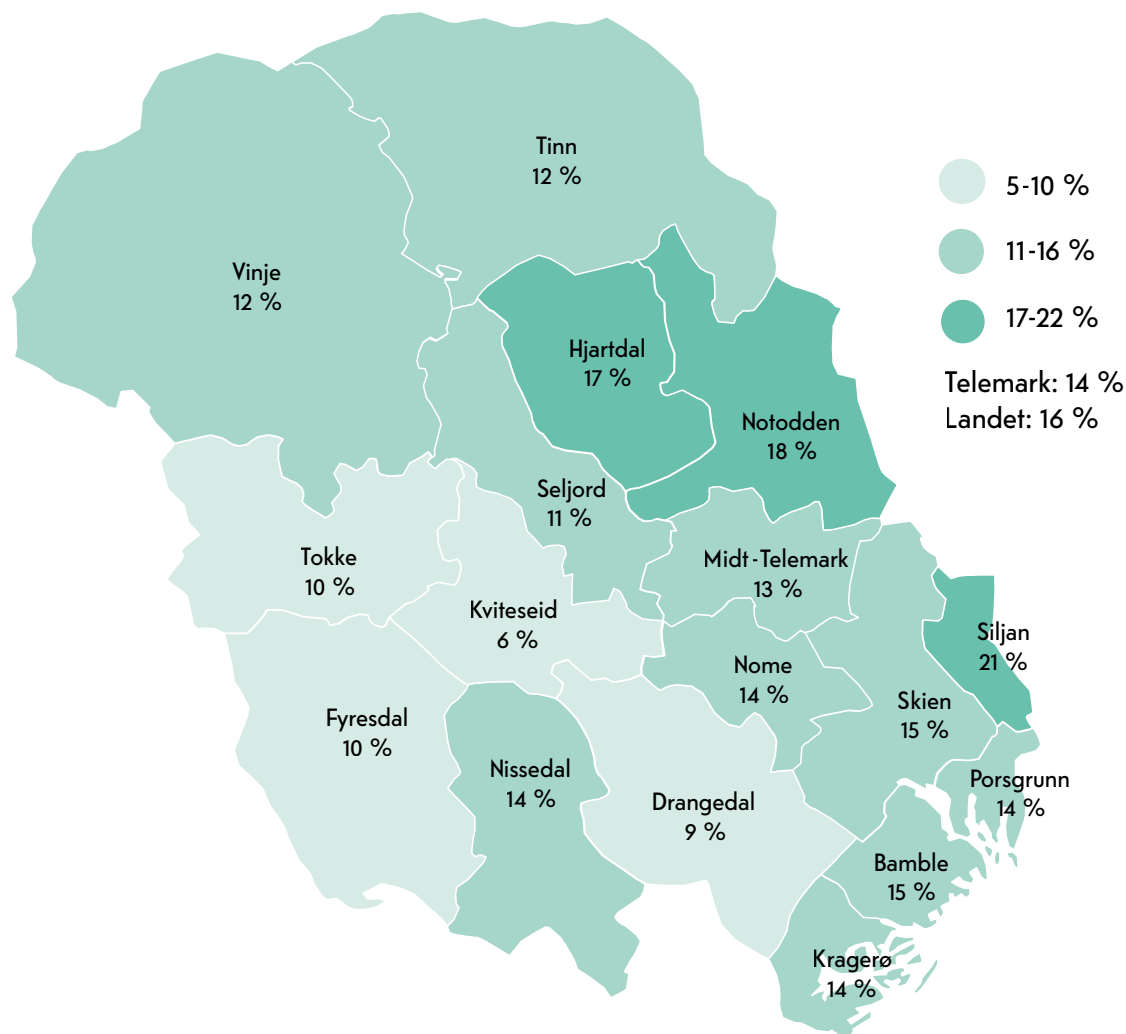 Tinn
12 %
Vinje
12 %
5-10 %
11-16 %
17-22 %
Telemark: 14 %
Landet: 16 %
Hjartdal
17 %
Notodden
18 %
Seljord
11 %
Tokke
10 %
Midt-Telemark
13 %
Kviteseid
6 %
Siljan
21 %
Nome
14 %
Skien
15 %
Fyresdal
10 %
Nissedal
14 %
Drangedal
9 %
Porsgrunn
14 %
Bamble
15 %
Kragerø
14 %